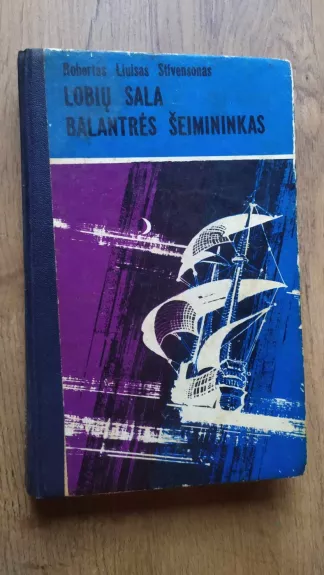 Robertas Liuisas Stivensonas
LOBIŲ SALA
BALANTRĖS ŠEIMININKAS